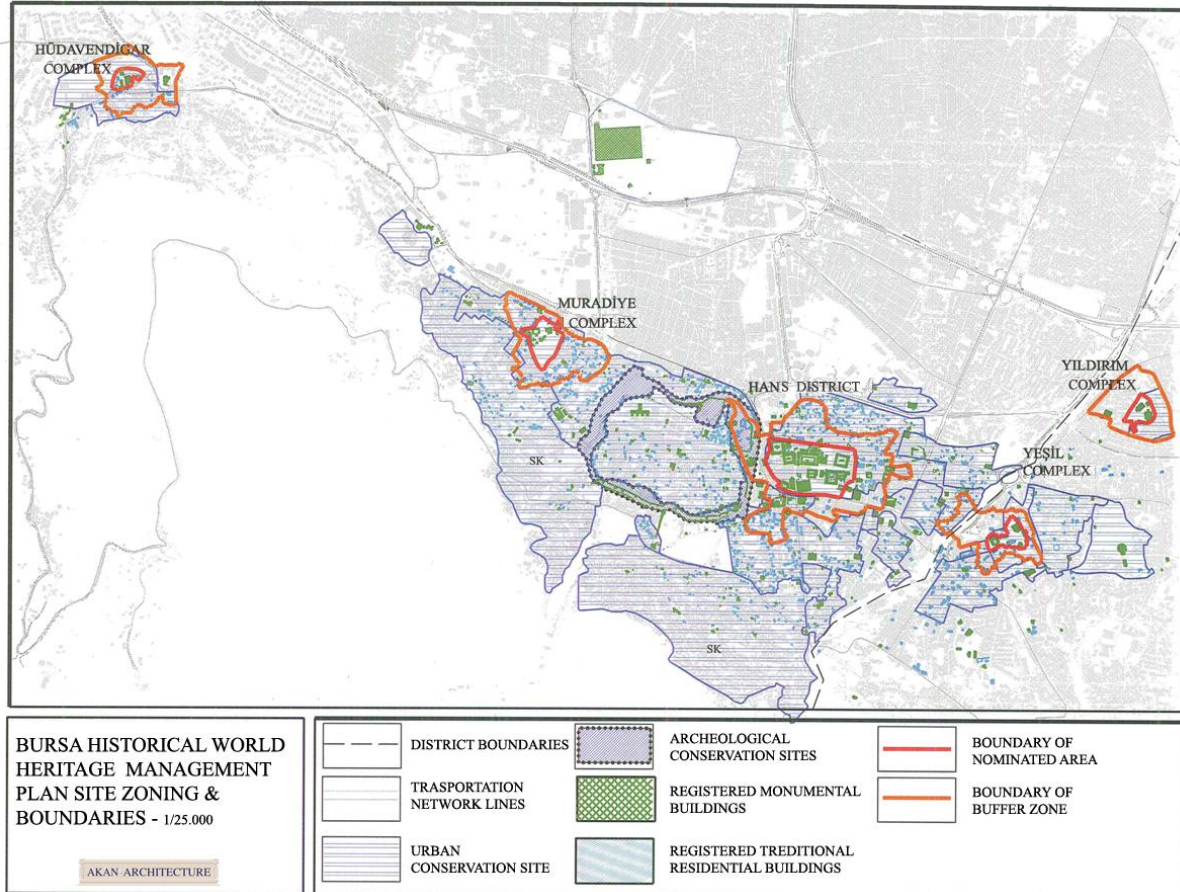 HÜDAVENDİGAR
COMPLEX
MURADİYE
COMPLEX
HANS DISTRICT
YILDIRIM
COMPLEX
YEŞİL
COMPLEX
SK
SK
BURSA HISTORICAL WORLD
HERITAGE MANAGEMENT
PLAN SITE ZONING &
BOUNDARIES - 1/25.000
AKAN ARCHITECTURE
DISTRICT BOUNDARIES
TRASPORTATION
NETWORK LINES
URBAN
CONSERVATION SITE
ARCHEOLOGICAL
CONSERVATION SITES
REGISTERED MONUMENTAL
BUILDINGS
REGISTERED TREDITIONAL
RESIDENTIAL BUILDINGS
BOUNDARY OF
NOMINATED AREA
BOUNDARY OF
BUFFER ZONE